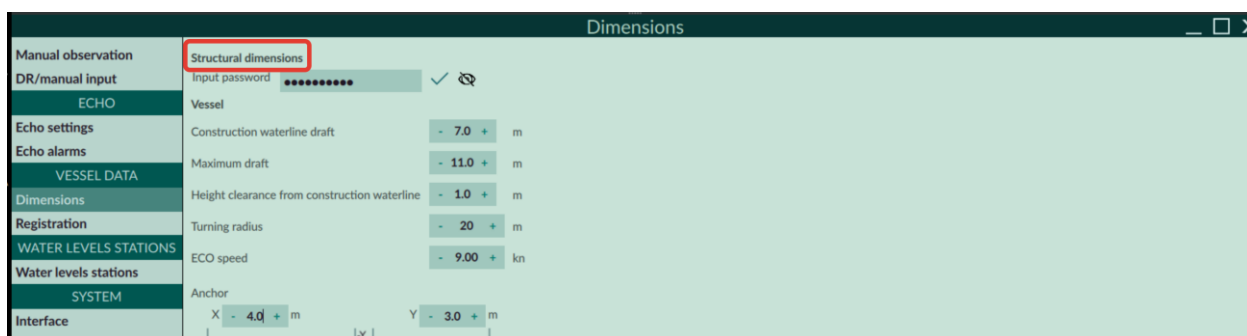 Dimensions
Manual observation
DR/manual input
ECHO
Echo settings
Echo alarms
VESSEL DATA
Dimensions
Registration
WATER LEVELS STATIONS
Water levels stations
SYSTEM
Interface
Structural dimensions
Input password ••••••••••
Vessel
Construction waterline draft - 7.0 + m
Maximum draft - 11.0 + m
Height clearance from construction waterline - 1.0 + m
Turning radius - 20 + m
ECO speed - 9.00 + kn
Anchor
X - 4.0 + m Y - 3.0 + m